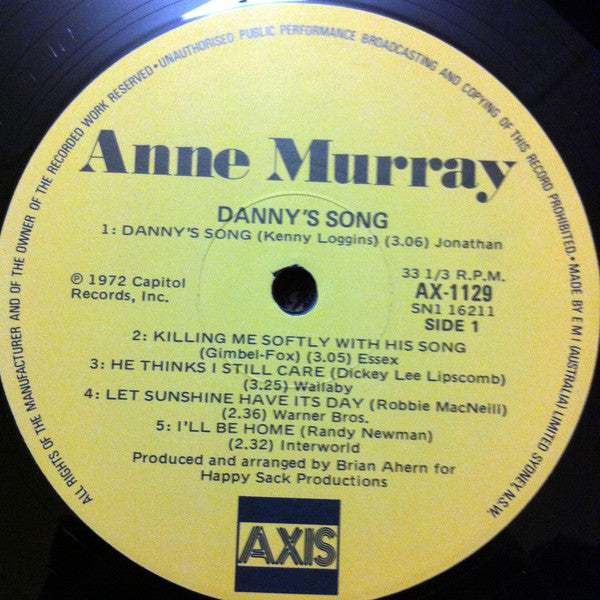 ALL RIGHTS OF THE MANUFACTURER AND OF THE OWNER OF THE RECORDED WORK RESERVED • UNAUTHORISED PUBLIC PERFORMANCE BROADCASTING AND COPYING OF THIS RECORD PROHIBITED • MADE BY E M I (AUSTRALIA) LIMITED SYDNEY, N.S.W.
Anne Murray
DANNY'S SONG
1: DANNY'S SONG (Kenny Loggins) (3.06) Jonathan
℗ 1972 Capitol
Records, Inc.
33 1/3 R.P.M.
AX-1129
SN1 16211
SIDE 1
2: KILLING ME SOFTLY WITH HIS SONG
(Gimbel-Fox) (3.05) Essex
3: HE THINKS I STILL CARE (Dickey Lee Lipscomb)
(3.25) Wallaby
4: LET SUNSHINE HAVE ITS DAY (Robbie MacNeill)
(2.36) Warner Bros.
5: I'LL BE HOME (Randy Newman)
(2.32) Interworld
Produced and arranged by Brian Ahern for
Happy Sack Productions
AXIS